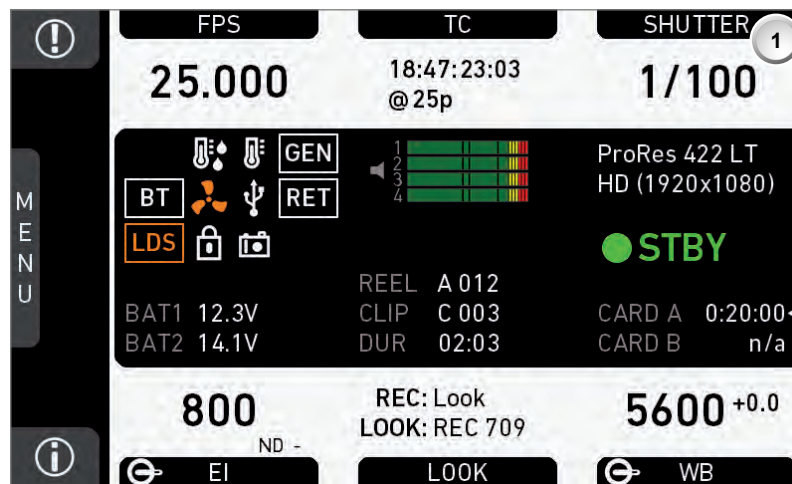 FPS
TC
SHUTTER
1
25.000
18:47:23:03
@ 25p
1/100
GEN
BT
RET
LDS
1
2
3
4
ProRes 422 LT
HD (1920x1080)
STBY
MENU
REEL A 012
CLIP C 003
DUR 02:03
BAT1 12.3V
BAT2 14.1V
CARD A 0:20:00
CARD B n/a
800
ND -
REC: Look
LOOK: REC 709
5600 +0.0
EI
LOOK
WB